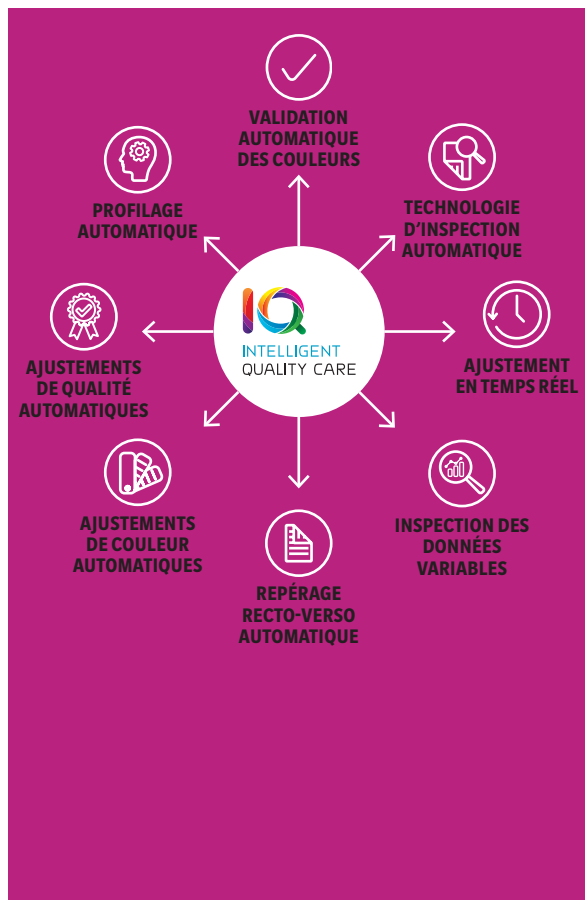 VALIDATION
AUTOMATIQUE
DES COULEURS
TECHNOLOGIE
D'INSPECTION
AUTOMATIQUE
AJUSTEMENT
EN TEMPS RÉEL
INSPECTION DES
DONNÉES
VARIABLES
REPÉRAGE
RECTO-VERSO
AUTOMATIQUE
AJUSTEMENTS
DE COULEUR
AUTOMATIQUES
AJUSTEMENTS
DE QUALITÉ
AUTOMATIQUES
PROFILAGE
AUTOMATIQUE
IQ
INTELLIGENT
QUALITY CARE